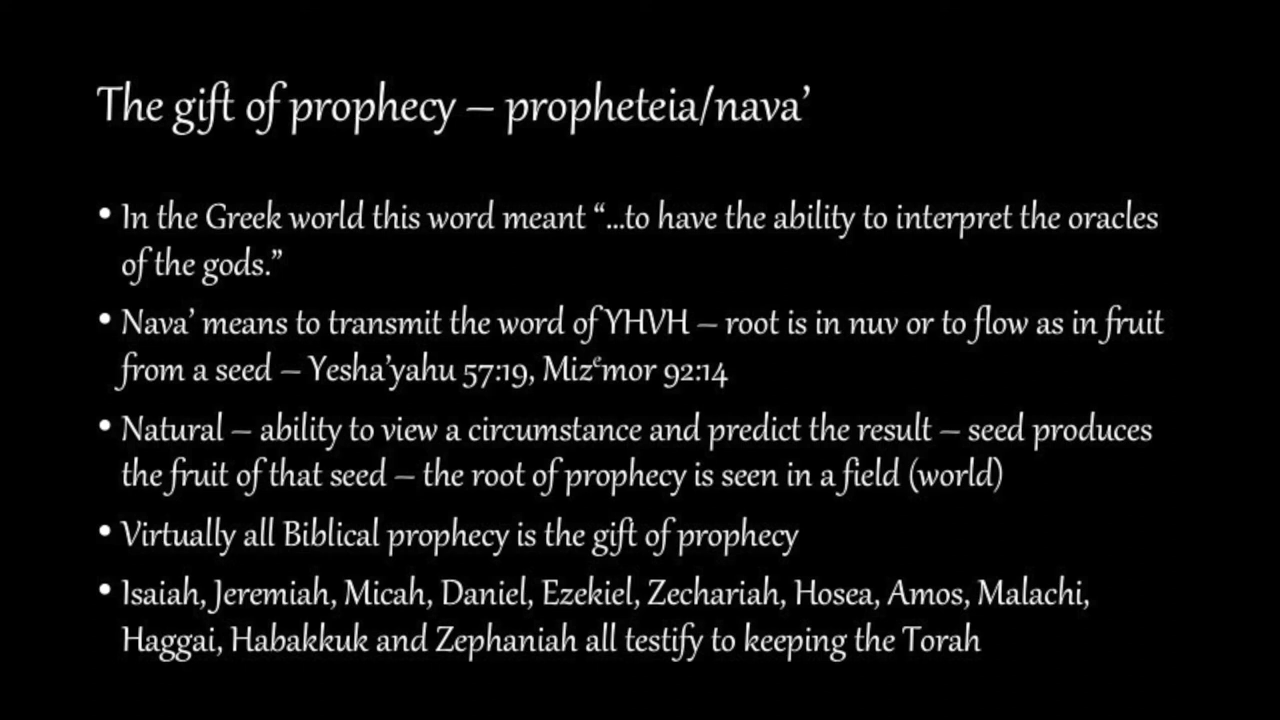 The gift of prophecy – propheteia/nava’
• In the Greek world this word meant “...to have the ability to interpret the oracles
of the gods.”
• Nava’ means to transmit the word of YHVH – root is in nuv or to flow as in fruit
from a seed – Yesha’yahu 57:19, Mizᵉmor 92:14
• Natural – ability to view a circumstance and predict the result – seed produces
the fruit of that seed – the root of prophecy is seen in a field (world)
• Virtually all Biblical prophecy is the gift of prophecy
• Isaiah, Jeremiah, Micah, Daniel, Ezekiel, Zechariah, Hosea, Amos, Malachi,
Haggai, Habakkuk and Zephaniah all testify to keeping the Torah